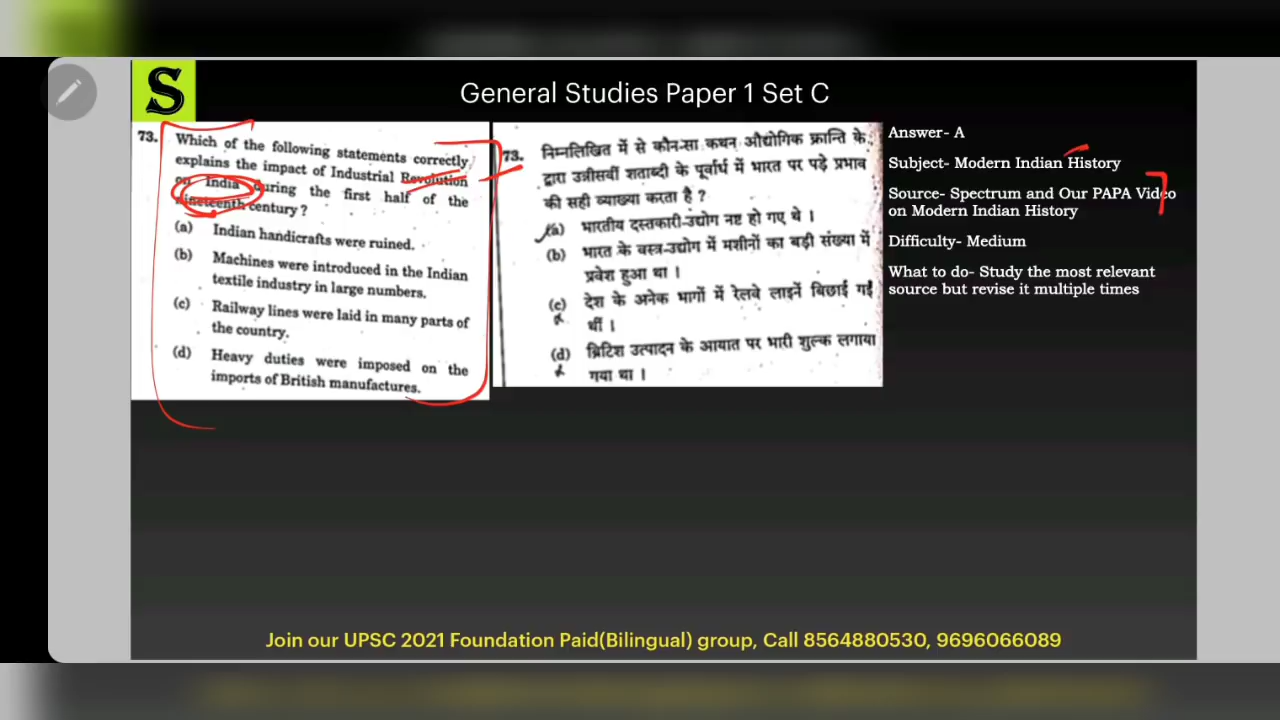 S
General Studies Paper 1 Set C
73. Which of the following statements correctly
explains the impact of Industrial Revolution
on India during the first half of the
nineteenth century ?
(a) Indian handicrafts were ruined.
(b) Machines were introduced in the Indian
textile industry in large numbers.
(c) Railway lines were laid in many parts of
the country.
(d) Heavy duties were imposed on the
imports of British manufactures.
73. निम्नलिखित में से कौन-सा कथन औद्योगिक क्रान्ति के
द्वारा उन्नीसवीं शताब्दी के पूर्वार्ध में भारत पर पड़े प्रभाव
की सही व्याख्या करता है ?
(a) भारतीय दस्तकारी-उद्योग नष्ट हो गए थे ।
(b) भारत के वस्त्र-उद्योग में मशीनों का बड़ी संख्या में
प्रवेश हुआ था ।
(c) देश के अनेक भागों में रेलवे लाइनें बिछाई गईं
थीं ।
(d) ब्रिटिश उत्पादन के आयात पर भारी शुल्क लगाया
गया था ।
Answer- A
Subject- Modern Indian History
Source- Spectrum and Our PAPA Video
on Modern Indian History
Difficulty- Medium
What to do- Study the most relevant
source but revise it multiple times
Join our UPSC 2021 Foundation Paid(Bilingual) group, Call 8564880530, 9696066089